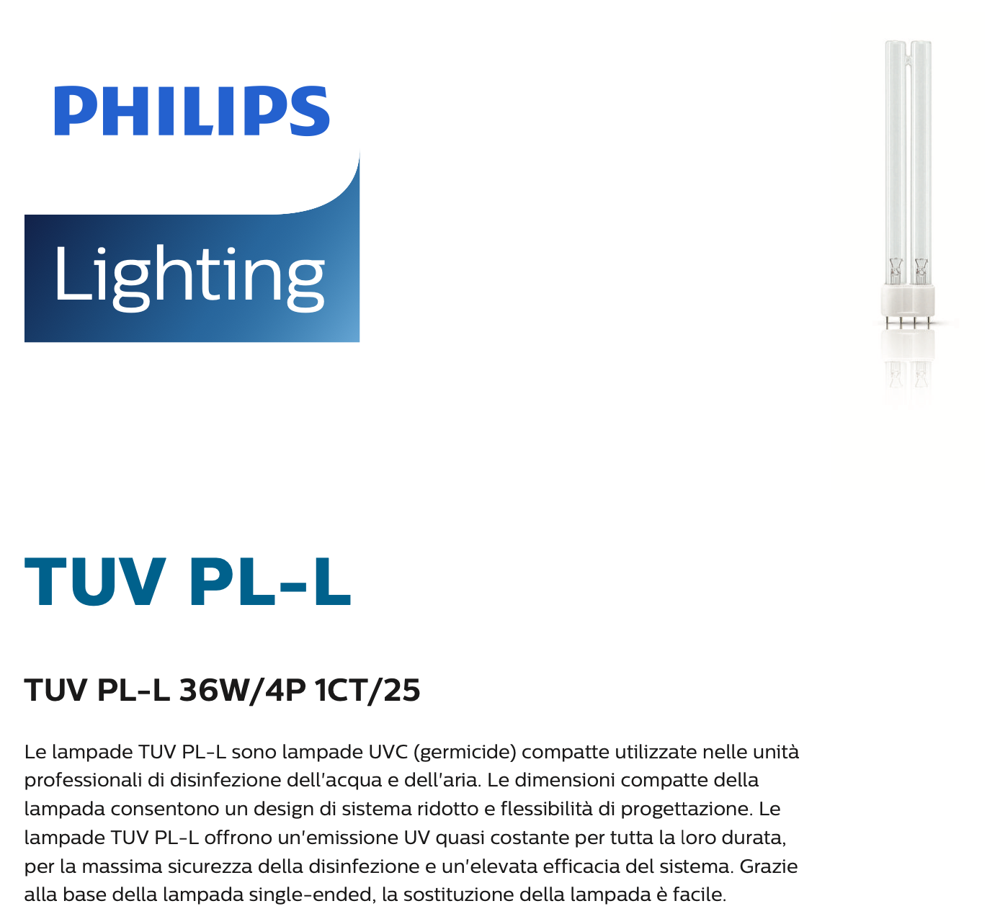 PHILIPS
Lighting
TUV PL-L
TUV PL-L 36W/4P 1CT/25
Le lampade TUV PL-L sono lampade UVC (germicide) compatte utilizzate nelle unità
professionali di disinfezione dell'acqua e dell'aria. Le dimensioni compatte della
lampada consentono un design di sistema ridotto e flessibilità di progettazione. Le
lampade TUV PL-L offrono un'emissione UV quasi costante per tutta la loro durata,
per la massima sicurezza della disinfezione e un'elevata efficacia del sistema. Grazie
alla base della lampada single-ended, la sostituzione della lampada è facile.